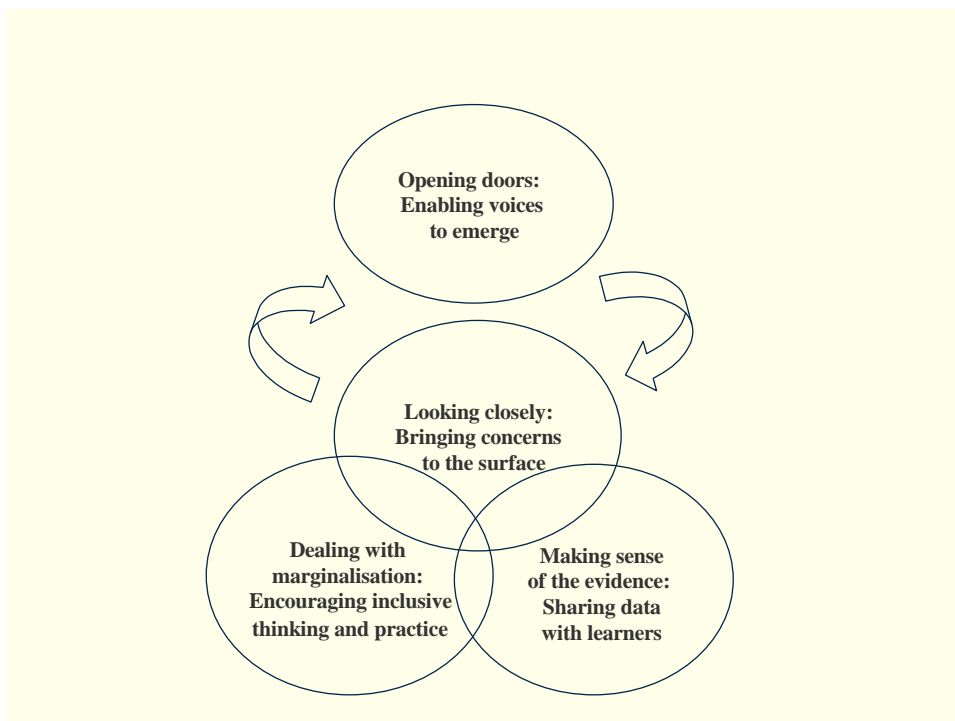 Opening doors:
Enabling voices
to emerge
Looking closely:
Bringing concerns
to the surface
Dealing with
marginalisation:
Encouraging inclusive
thinking and practice
Making sense
of the evidence:
Sharing data
with learners